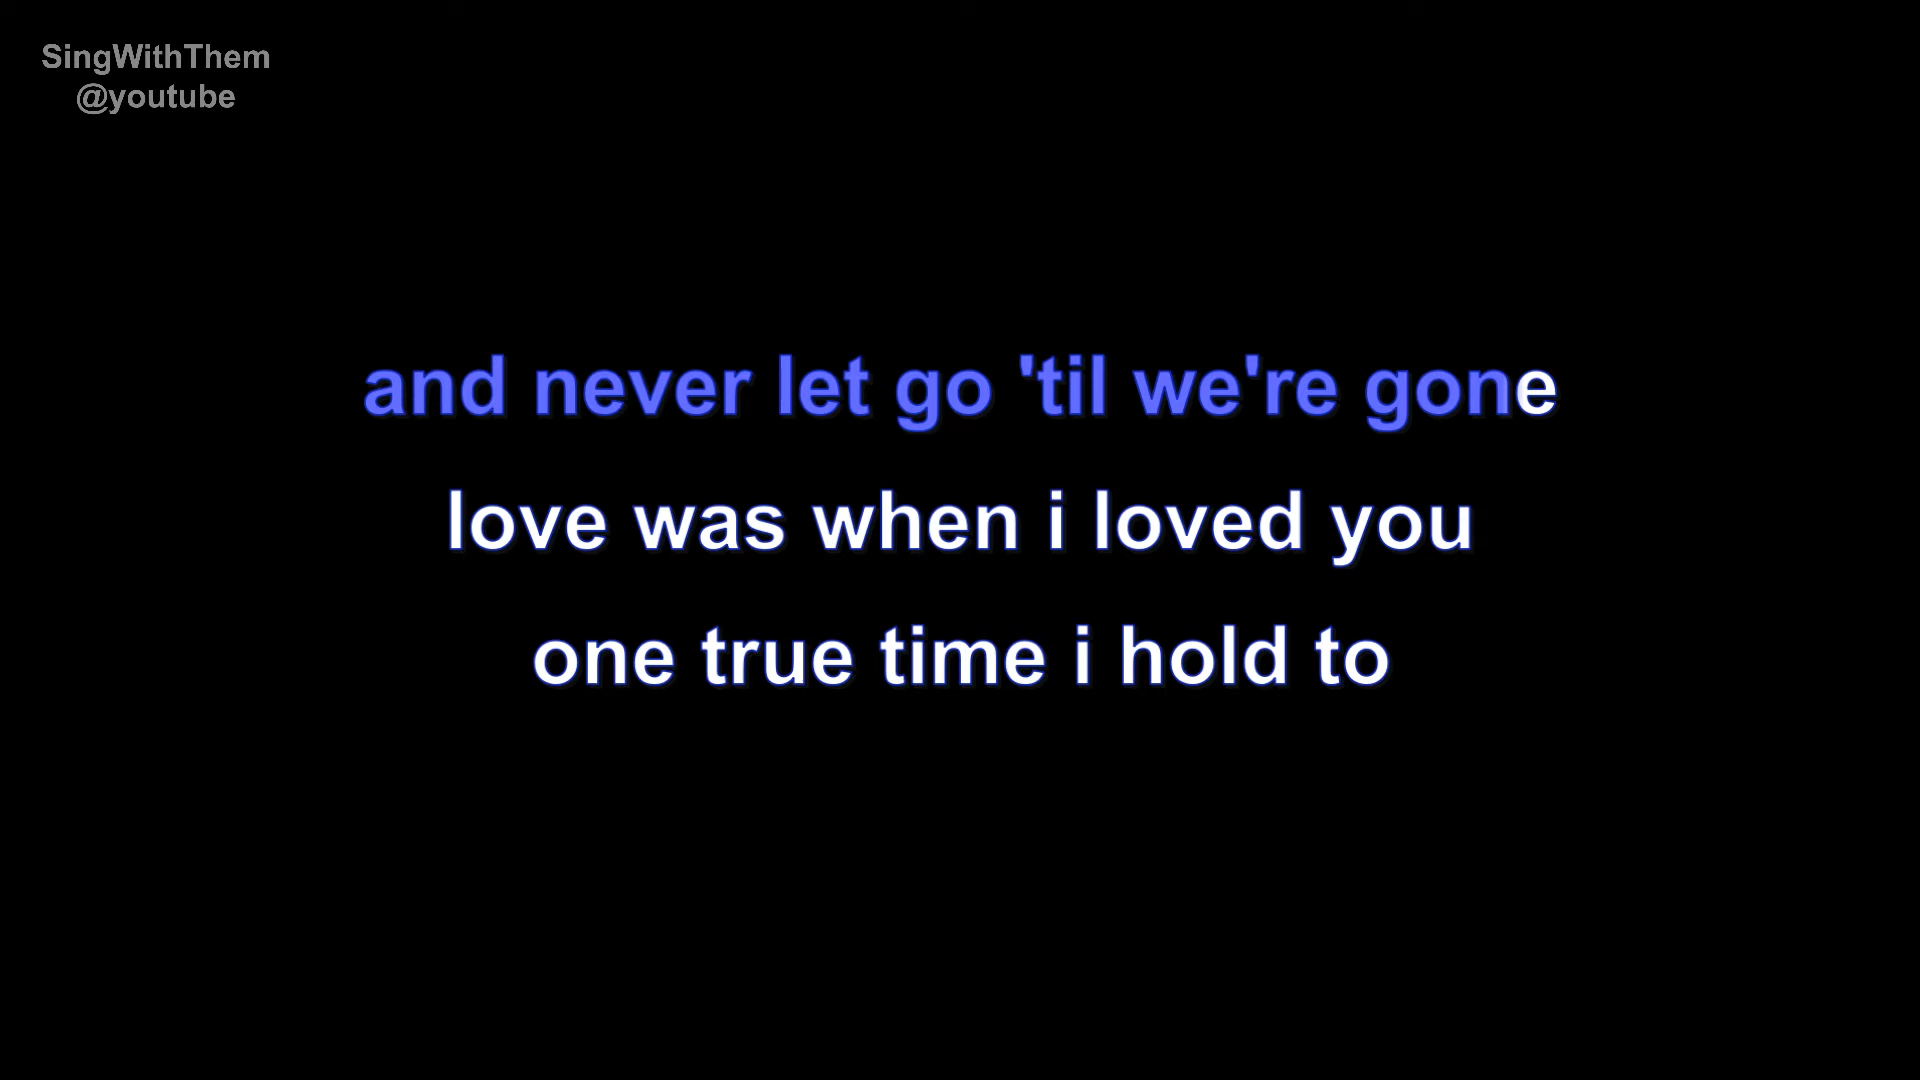 SingWithThem
@youtube
and never let go 'til we're gone
love was when i loved you
one true time i hold to